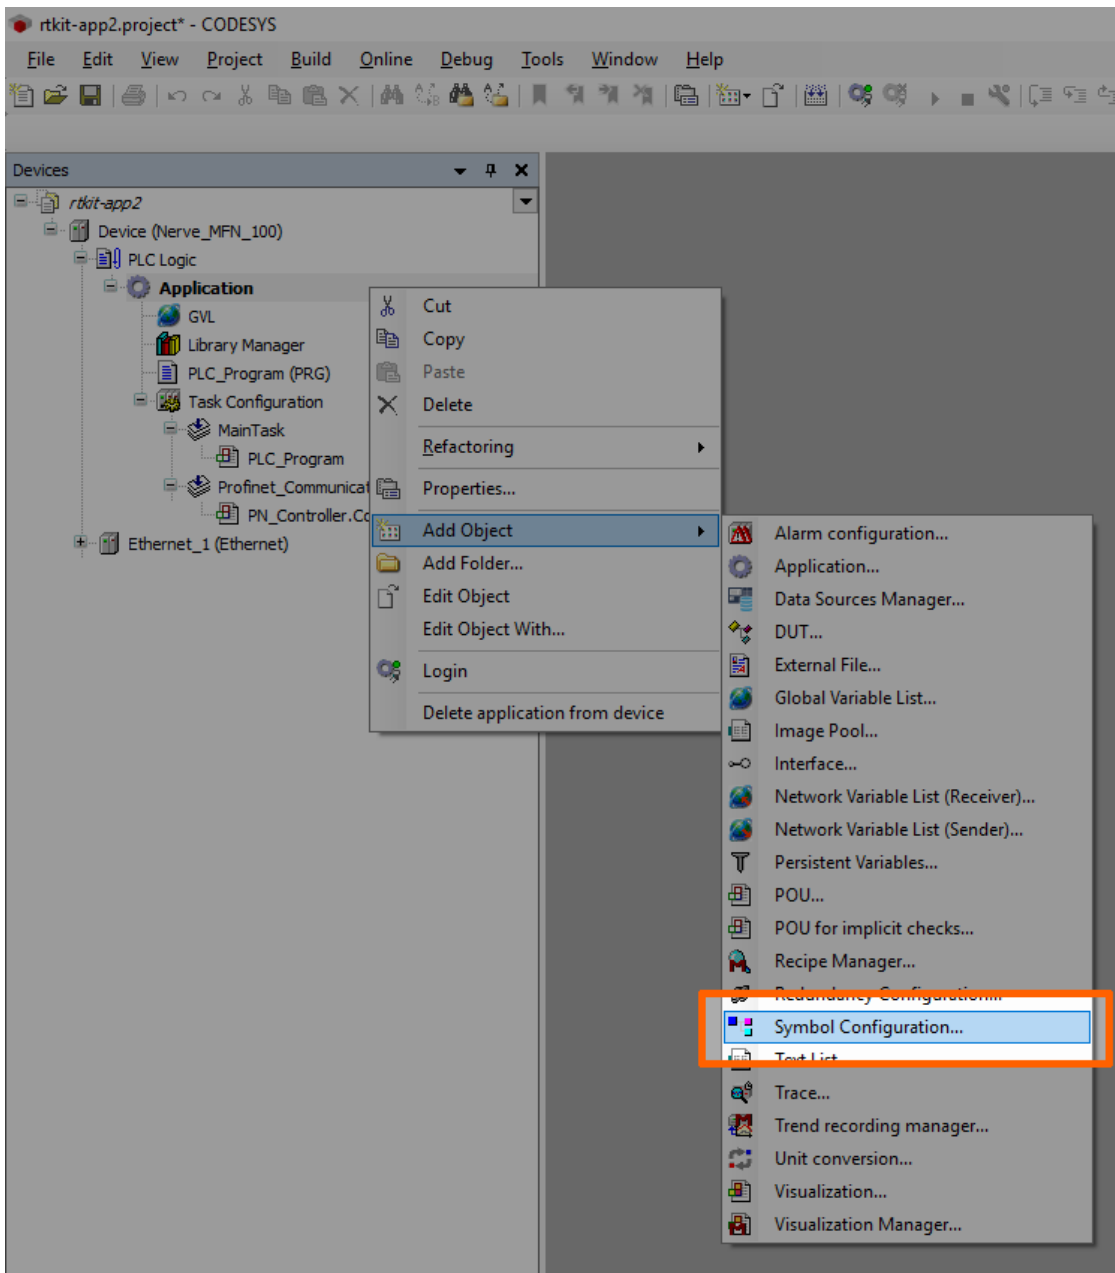 rtkit-app2.project* - CODESYS
File Edit View Project Build Online Debug Tools Window Help
Devices
rtkit-app2
Device (Nerve_MFN_100)
PLC Logic
Application
GVL
Library Manager
PLC_Program (PRG)
Task Configuration
MainTask
PLC_Program
Profinet_Communicat
PN_Controller.Co
Ethernet_1 (Ethernet)
Cut
Copy
Paste
Delete
Refactoring
Properties...
Add Object
Add Folder...
Edit Object
Edit Object With...
Login
Delete application from device
Alarm configuration...
Application...
Data Sources Manager...
DUT...
External File...
Global Variable List...
Image Pool...
Interface...
Network Variable List (Receiver)...
Network Variable List (Sender)...
Persistent Variables...
POU...
POU for implicit checks...
Recipe Manager...
Redundancy Configuration...
Symbol Configuration...
Text List
Trace...
Trend recording manager...
Unit conversion...
Visualization...
Visualization Manager...